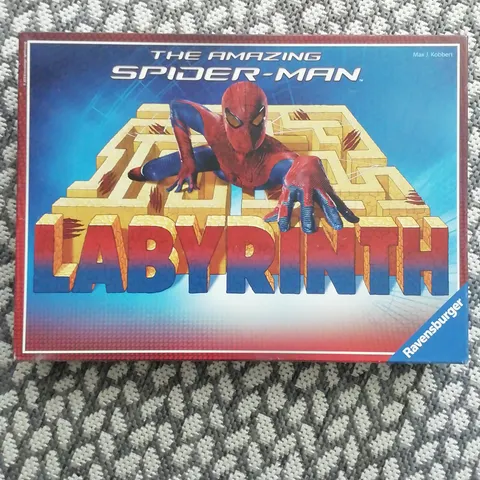 THE AMAZING
SPIDER-MAN.
Max J. Kobbert
LABYRINTH
Ravensburger